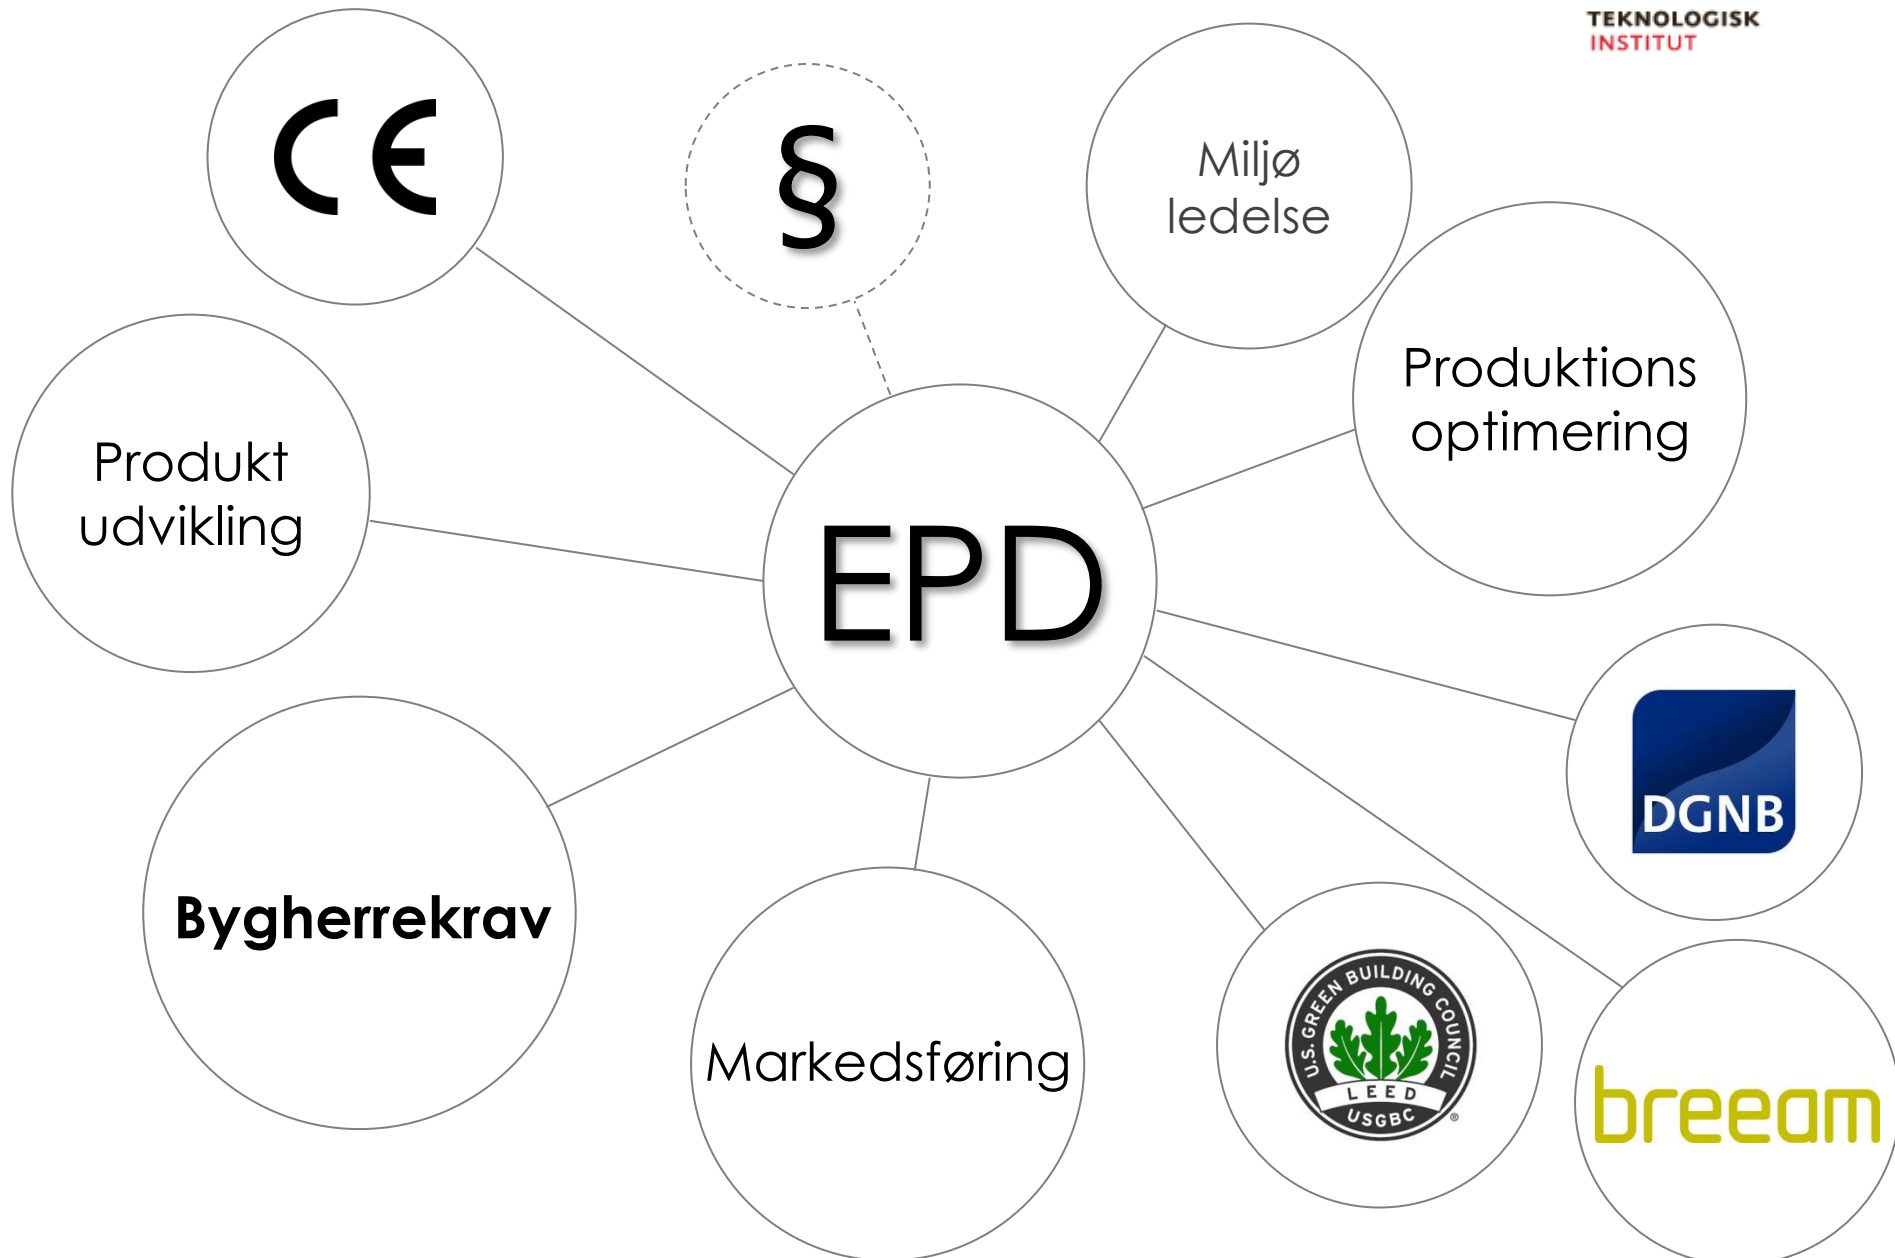 TEKNOLOGISK
INSTITUT
CE
§
Miljø
ledelse
Produktions
optimering
Produkt
udvikling
EPD
DGNB
Bygherrekrav
Markedsføring
U.S. GREEN BUILDING COUNCIL
LEED
USGBC
®
breeam